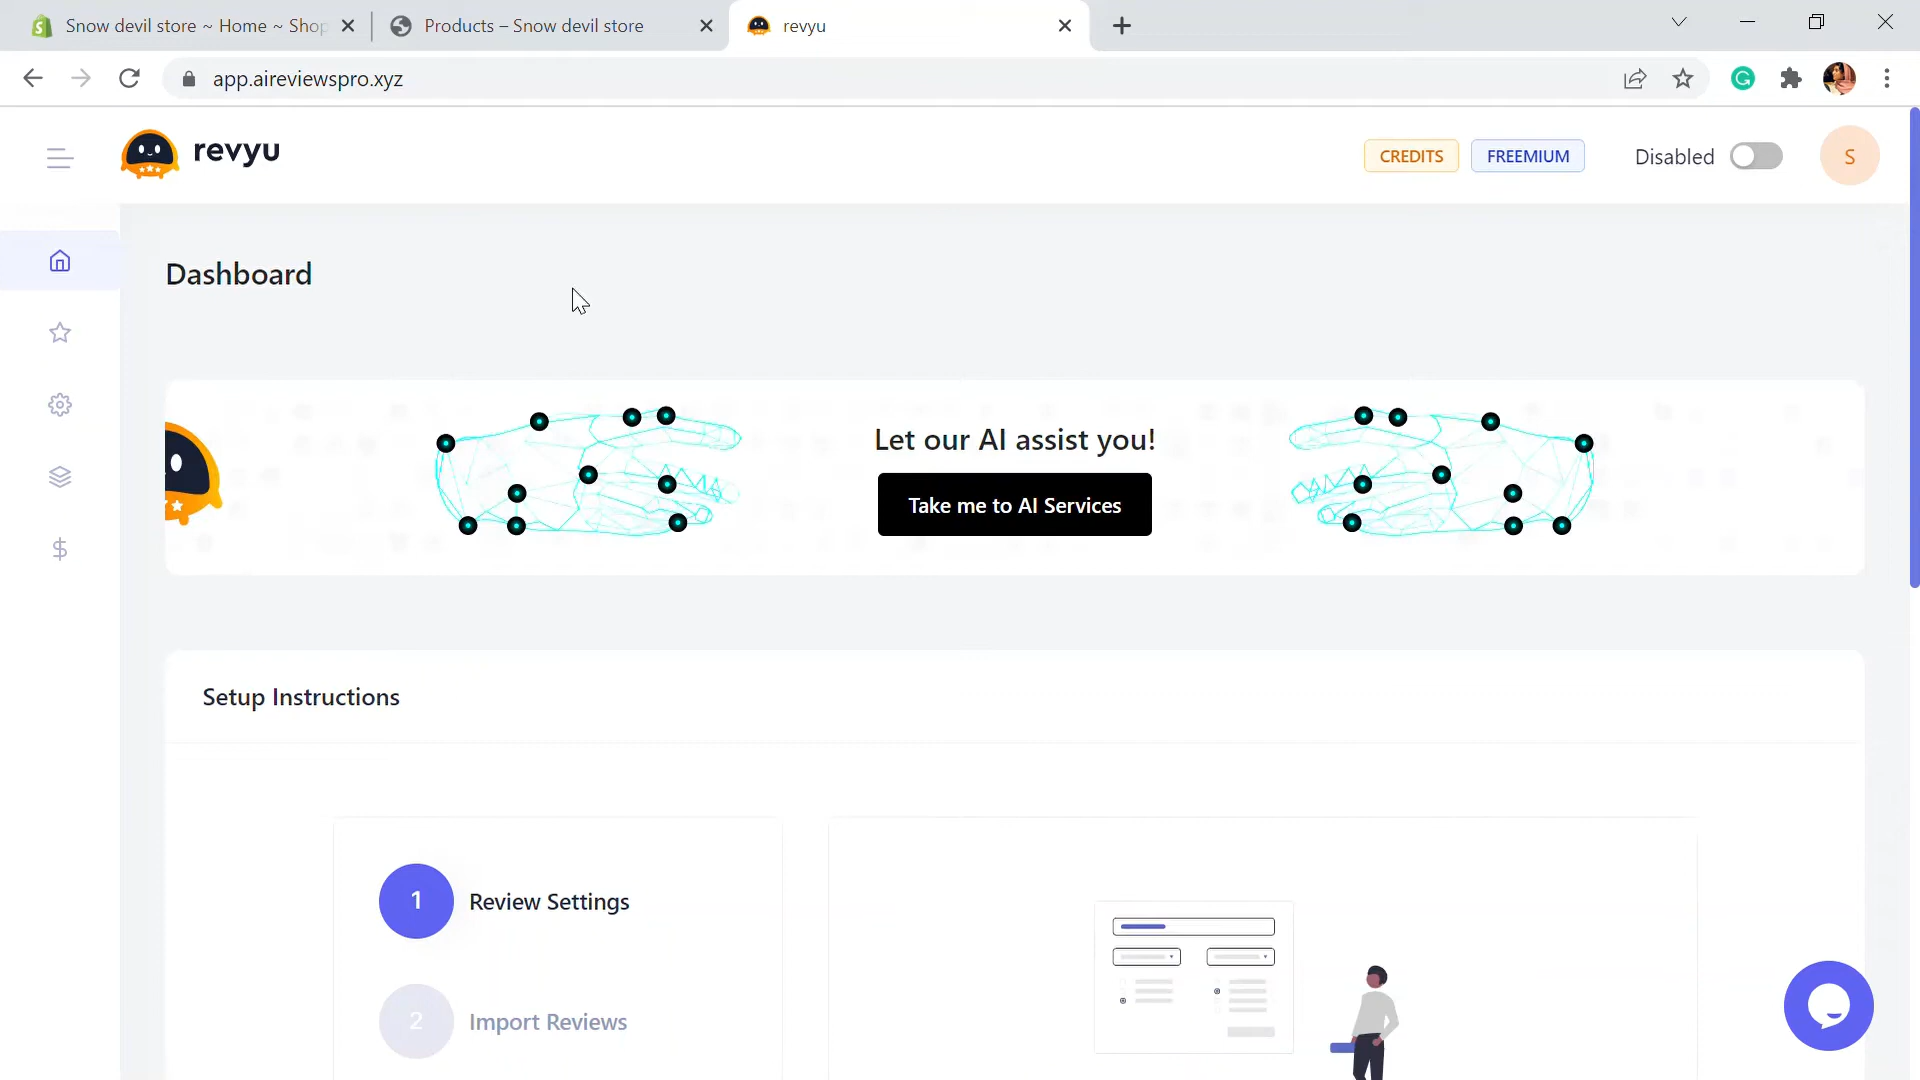 Snow devil store ~ Home ~ Shop
Products – Snow devil store
revyu
app.aireviewspro.xyz
revyu
CREDITS
FREEMIUM
Disabled
S
Dashboard
Let our AI assist you!
Take me to AI Services
Setup Instructions
1
Review Settings
2
Import Reviews